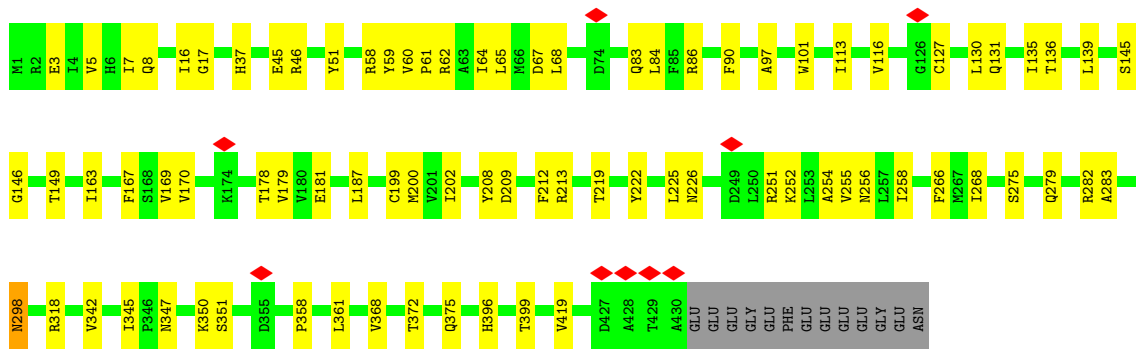 M1 R2 E3 I4 V5 H6 I7 Q8 I16 G17 H37 E45 R46 Y51 R58 Y59 V60 P61 R62 A63 I64 L65 M66 D67 L68 D74 Q83 L84 F85 R86 F90 A97 W101 I113 V116 G126 C127 L130 Q131 I135 T136 L139 S145
G146 T149 I163 F167 S168 V169 V170 K174 T178 V179 V180 E181 L187 C199 M200 V201 I202 Y208 D209 F212 R213 T219 Y222 L225 N226 D249 L250 R251 K252 L253 A254 V255 N256 L257 I258 F266 M267 I268 S275 Q279 R282 A283
N298 R318 V342 I345 P346 N347 K350 S351 D355 P358 L361 V368 T372 Q375 H396 T399 V419 D427 A428 T429 A430 GLU GLU GLU GLY GLU PHE GLU GLU GLU GLU GLY GLU ASN